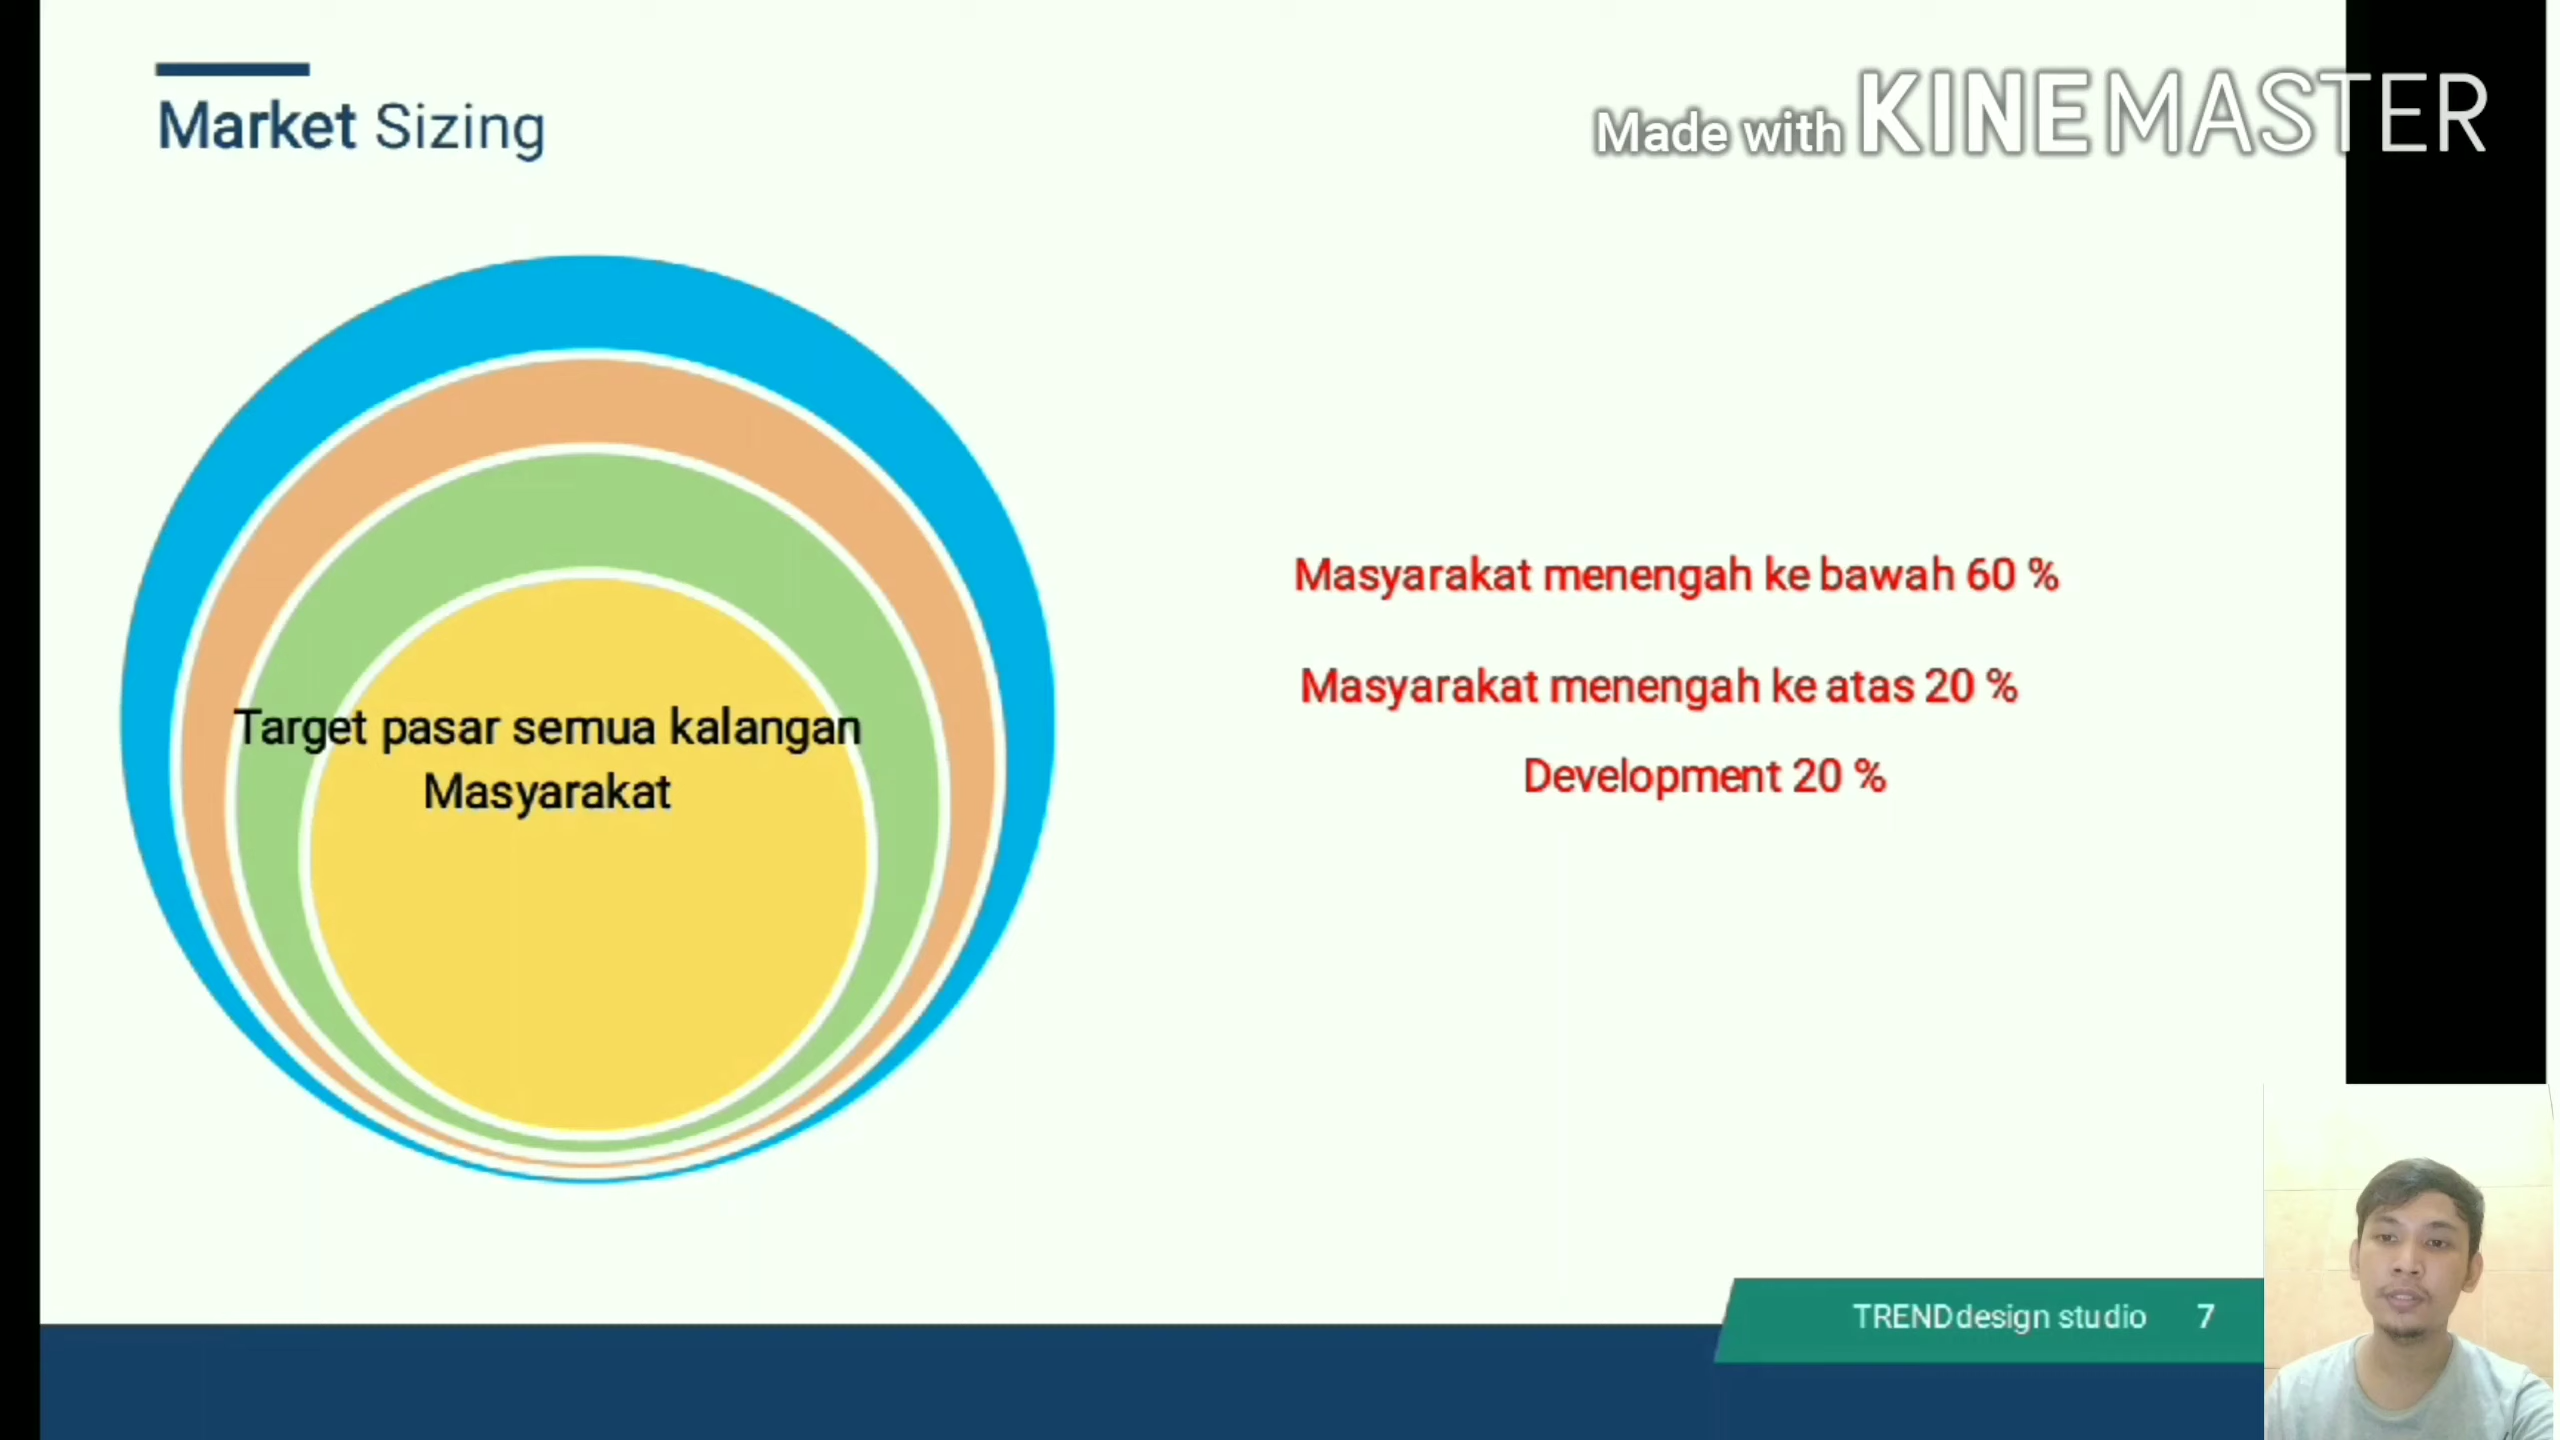 Market Sizing
Made with KINEMASTER
Target pasar semua kalangan
Masyarakat
Masyarakat menengah ke bawah 60 %
Masyarakat menengah ke atas 20 %
Development 20 %
TRENDdesign studio 7